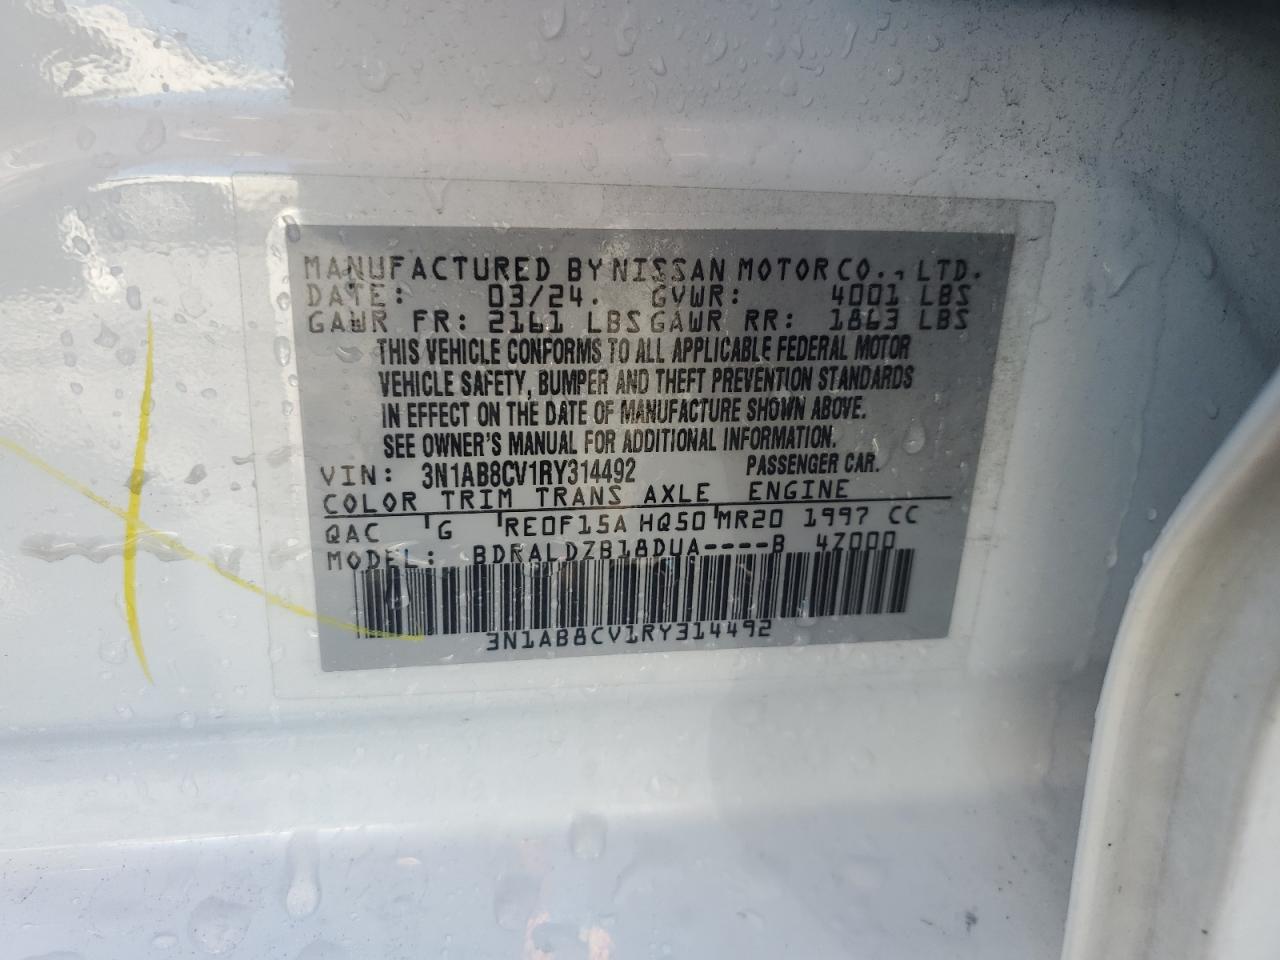 MANUFACTURED BY NISSAN MOTOR CO., LTD.
DATE: 03/24. GVWR: 4001 LBS
GAWR FR: 2161 LBS GAWR RR: 1863 LBS
THIS VEHICLE CONFORMS TO ALL APPLICABLE FEDERAL MOTOR
VEHICLE SAFETY, BUMPER AND THEFT PREVENTION STANDARDS
IN EFFECT ON THE DATE OF MANUFACTURE SHOWN ABOVE.
SEE OWNER'S MANUAL FOR ADDITIONAL INFORMATION.
VIN: 3N1AB8CV1RY314492 PASSENGER CAR.
COLOR TRIM TRANS AXLE ENGINE
QAC G RE0F15A HQ50 MR20 1997 CC
MODEL: BDRALDZB18DUA----B 4Z000
3N1AB8CV1RY314492